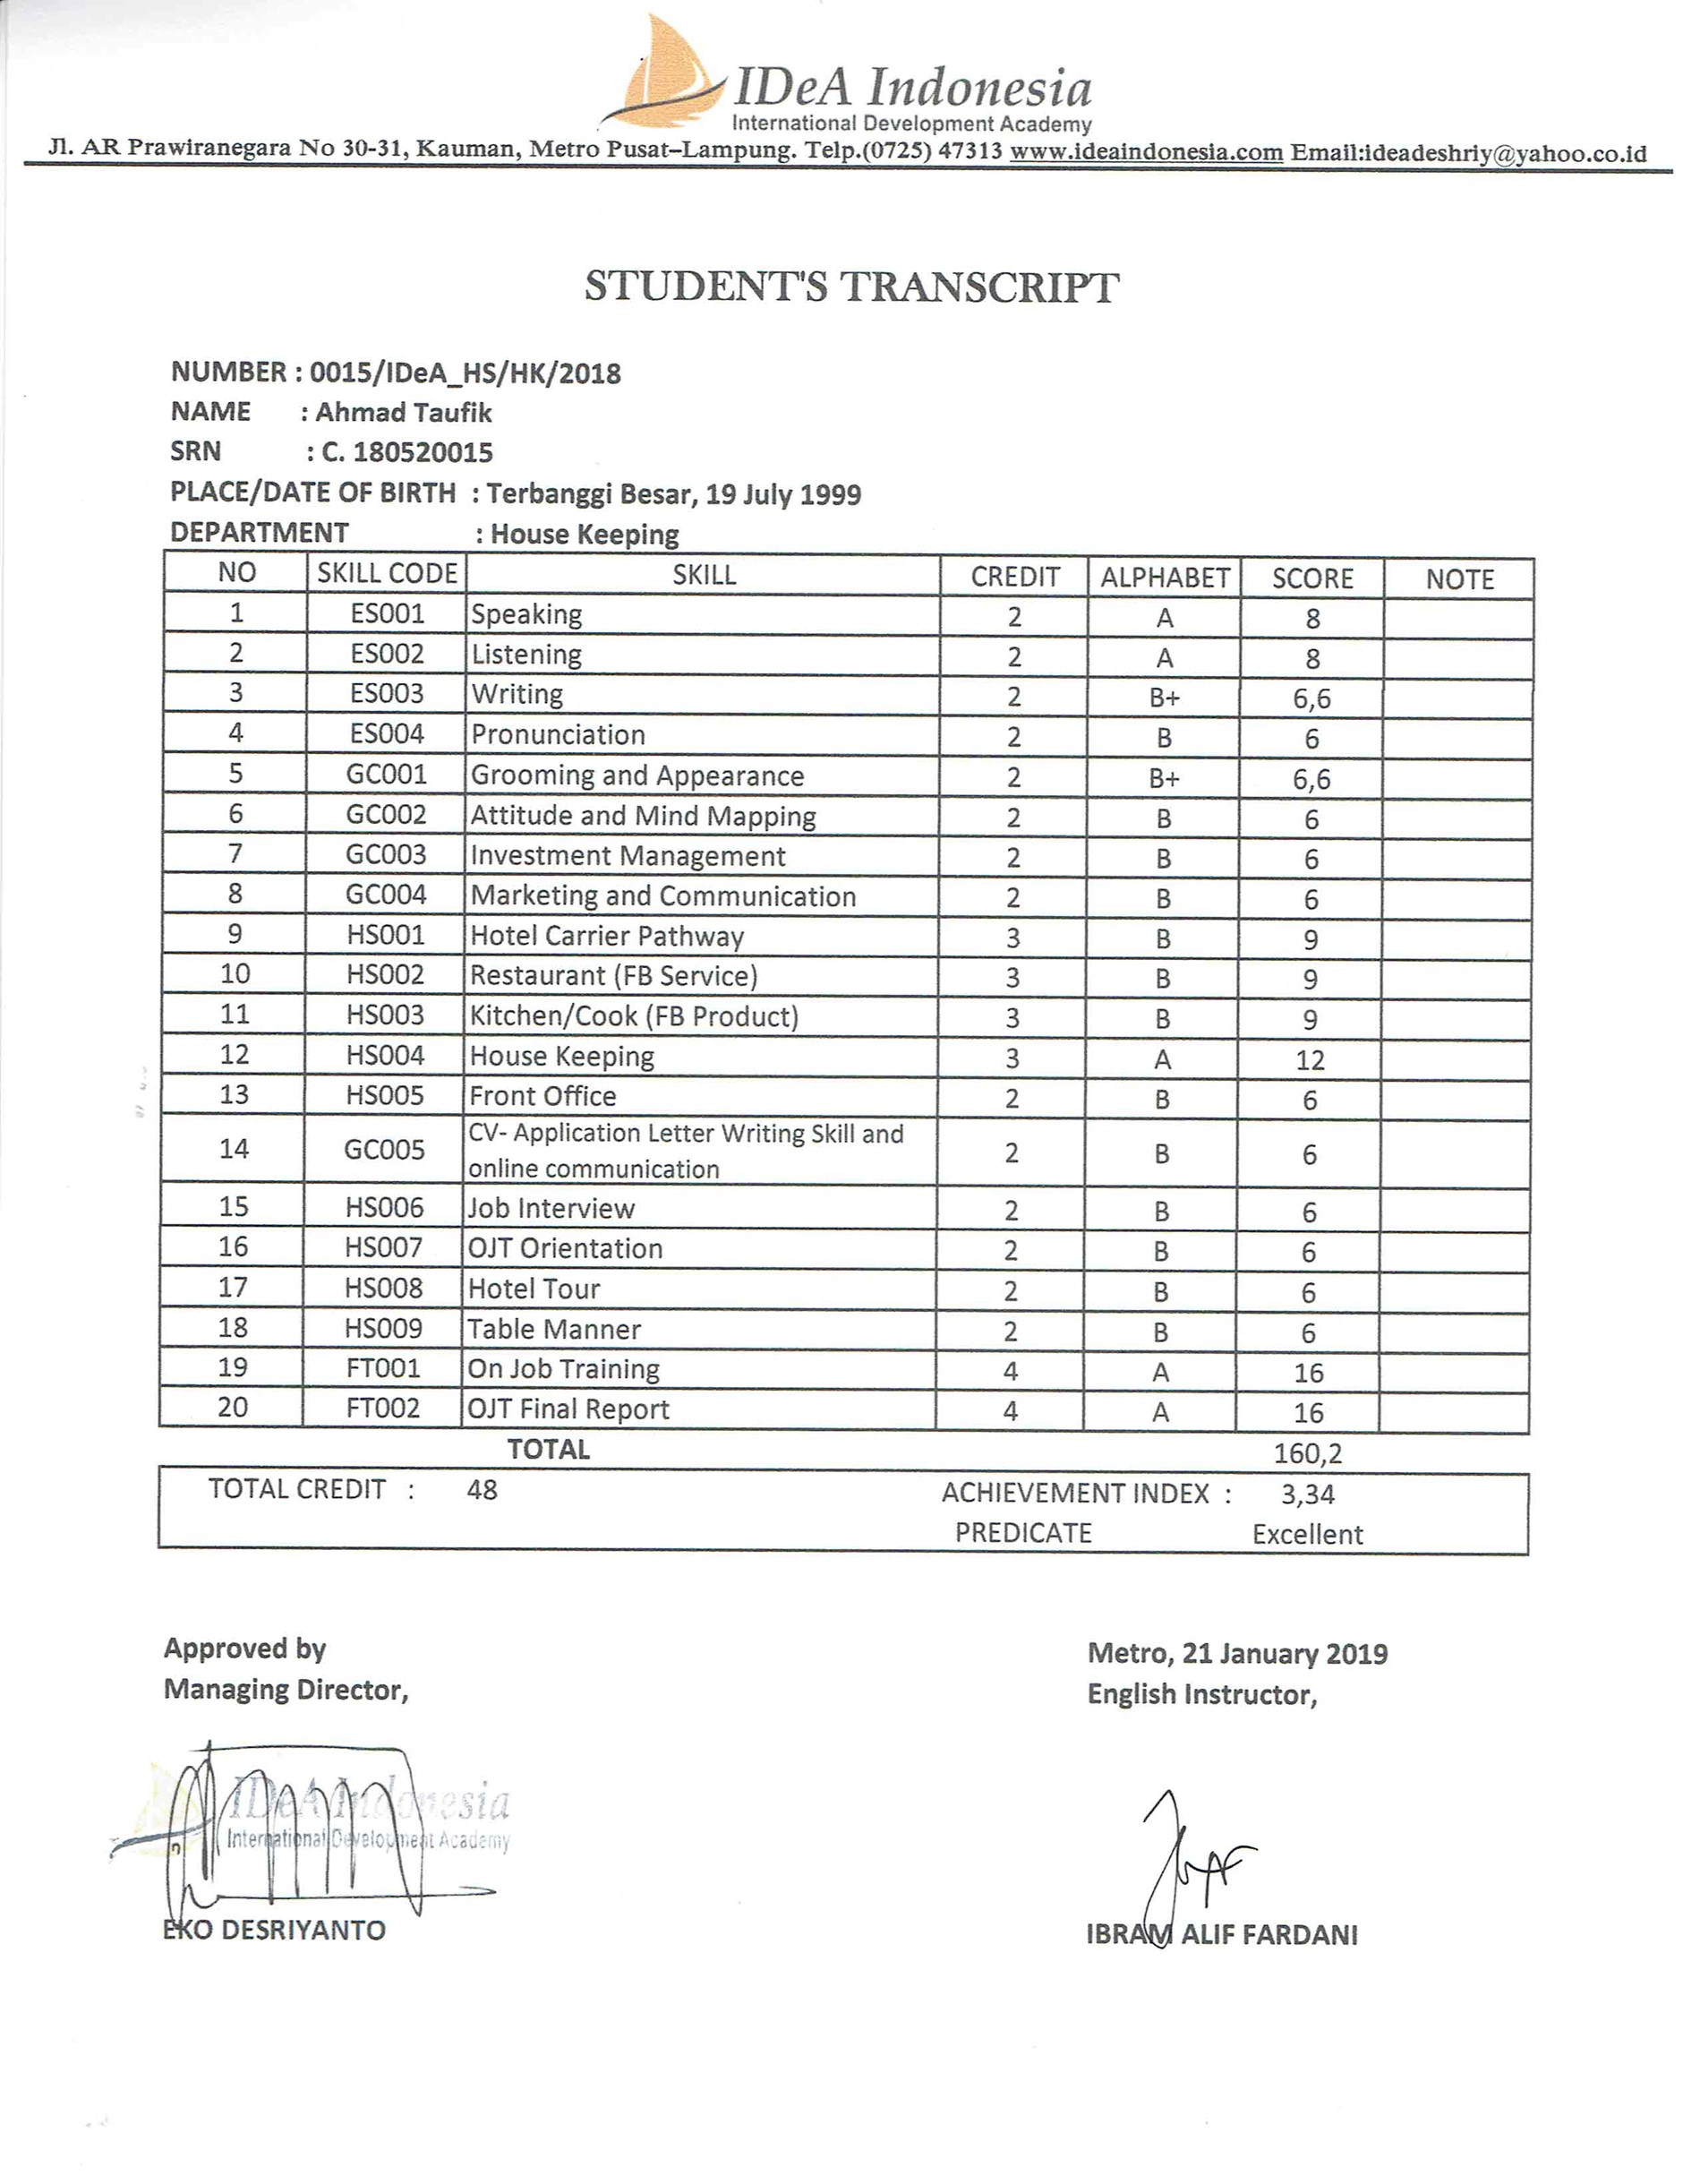 IDeA Indonesia
International Development Academy
Jl. AR Prawiranegara No 30-31, Kauman, Metro Pusat–Lampung. Telp.(0725) 47313 www.ideaindonesia.com Email:ideadeshriy@yahoo.co.id
STUDENT'S TRANSCRIPT
NUMBER : 0015/IDeA_HS/HK/2018
NAME : Ahmad Taufik
SRN : C. 180520015
PLACE/DATE OF BIRTH : Terbanggi Besar, 19 July 1999
DEPARTMENT : House Keeping
NO SKILL CODE SKILL CREDIT ALPHABET SCORE NOTE
1 ES001 Speaking 2 A 8
2 ES002 Listening 2 A 8
3 ES003 Writing 2 B+ 6,6
4 ES004 Pronunciation 2 B 6
5 GC001 Grooming and Appearance 2 B+ 6,6
6 GC002 Attitude and Mind Mapping 2 B 6
7 GC003 Investment Management 2 B 6
8 GC004 Marketing and Communication 2 B 6
9 HS001 Hotel Carrier Pathway 3 B 9
10 HS002 Restaurant (FB Service) 3 B 9
11 HS003 Kitchen/Cook (FB Product) 3 B 9
12 HS004 House Keeping 3 A 12
13 HS005 Front Office 2 B 6
14 GC005 CV- Application Letter Writing Skill and
online communication 2 B 6
15 HS006 Job Interview 2 B 6
16 HS007 OJT Orientation 2 B 6
17 HS008 Hotel Tour 2 B 6
18 HS009 Table Manner 2 B 6
19 FT001 On Job Training 4 A 16
20 FT002 OJT Final Report 4 A 16
TOTAL 160,2
TOTAL CREDIT : 48 ACHIEVEMENT INDEX : 3,34
PREDICATE Excellent
Approved by
Managing Director,
Metro, 21 January 2019
English Instructor,
IDeA Indonesia
International Development Academy
EKO DESRIYANTO
IBRAM ALIF FARDANI